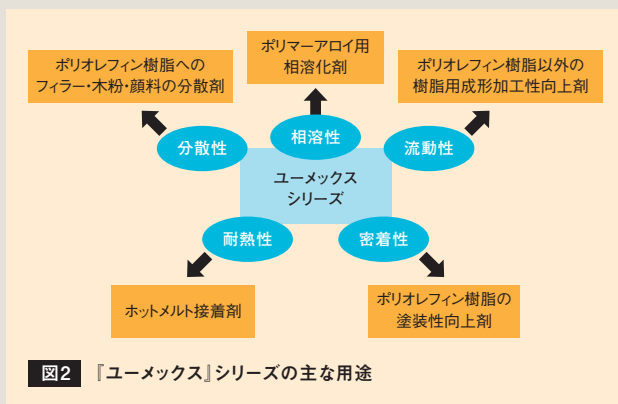 ポリオレフィン樹脂への
フィラー・木粉・顔料の分散剤
ポリマーアロイ用
相溶化剤
ポリオレフィン樹脂以外の
樹脂用成形加工性向上剤
分散性
相溶性
流動性
ユーメックス
シリーズ
耐熱性
密着性
ホットメルト接着剤
ポリオレフィン樹脂の
塗装性向上剤
図2 『ユーメックス』シリーズの主な用途